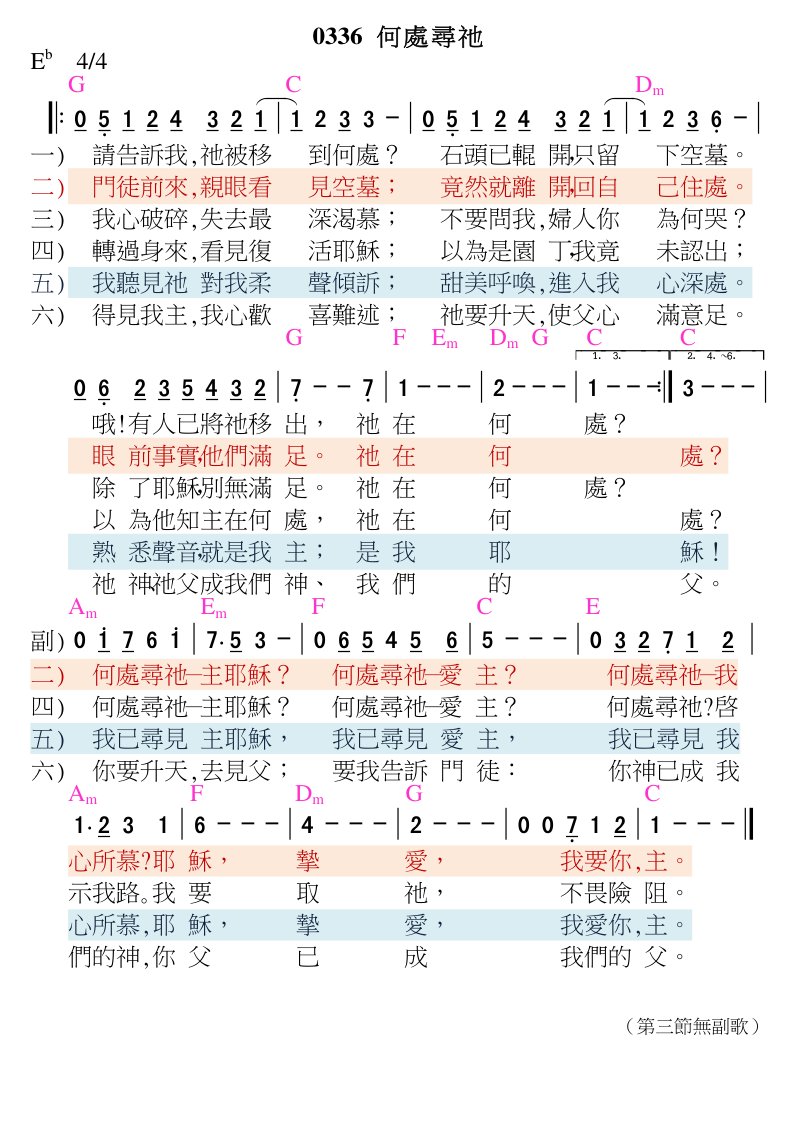 0336 何處尋祂
E♭ 4/4
G C Dm
0 5 1 2 4 3 2 1 | 1 2 3 3 － | 0 5 1 2 4 3 2 1 | 1 2 3 6 － |
一) 請告訴我,祂被移 到何處？ 石頭已輥 開,只留 下空墓。
二) 門徒前來,親眼看 見空墓； 竟然就離 開,回自 己住處。
三) 我心破碎,失去最 深渴慕； 不要問我,婦人你 為何哭？
四) 轉過身來,看見復 活耶穌； 以為是園 丁,我竟 未認出；
五) 我聽見祂 對我柔 聲傾訴； 甜美呼喚,進入我 心深處。
六) 得見我主,我心歡 喜難述； 祂要升天,使父心 滿意足。
G F Em Dm G C C
1. 3. 2. 4.~6.
0 6 2 3 5 4 3 2 | 7 － － 7 | 1 － － － | 2 － － － | 1 － － － :| 3 － － － |
哦!有人已將祂移 出， 祂 在 何 處？
眼 前事實,他們滿 足。 祂 在 何 處？
除 了耶穌,別無滿 足。 祂 在 何 處？
以 為他知主在何 處， 祂 在 何 處？
熟 悉聲音,就是我 主； 是 我 耶 穌！
祂 神,祂父成我們 神、 我 們 的 父。
Am Em F C E
副) 0 1 7 6 1 | 7. 5 3 － | 0 6 5 4 5 6 | 5 － － － | 0 3 2 7 1 2 |
二) 何處尋祂─主耶穌？ 何處尋祂─愛 主？ 何處尋祂─我
四) 何處尋祂─主耶穌？ 何處尋祂─愛 主？ 何處尋祂?啓
五) 我已尋見 主耶穌， 我已尋見 愛 主， 我已尋見 我
六) 你要升天,去見父； 要我告訴 門 徒： 你神已成 我
Am F Dm G C
1. 2 3 1 | 6 － － － | 4 － － － | 2 － － － | 0 0 7 1 2 | 1 － － － ||
心所慕?耶 穌， 摯 愛， 我要你,主。
示我路。我 要 取 祂， 不畏險 阻。
心所慕,耶 穌， 摯 愛， 我愛你,主。
們的神,你 父 已 成 我們的 父。
（第三節無副歌）